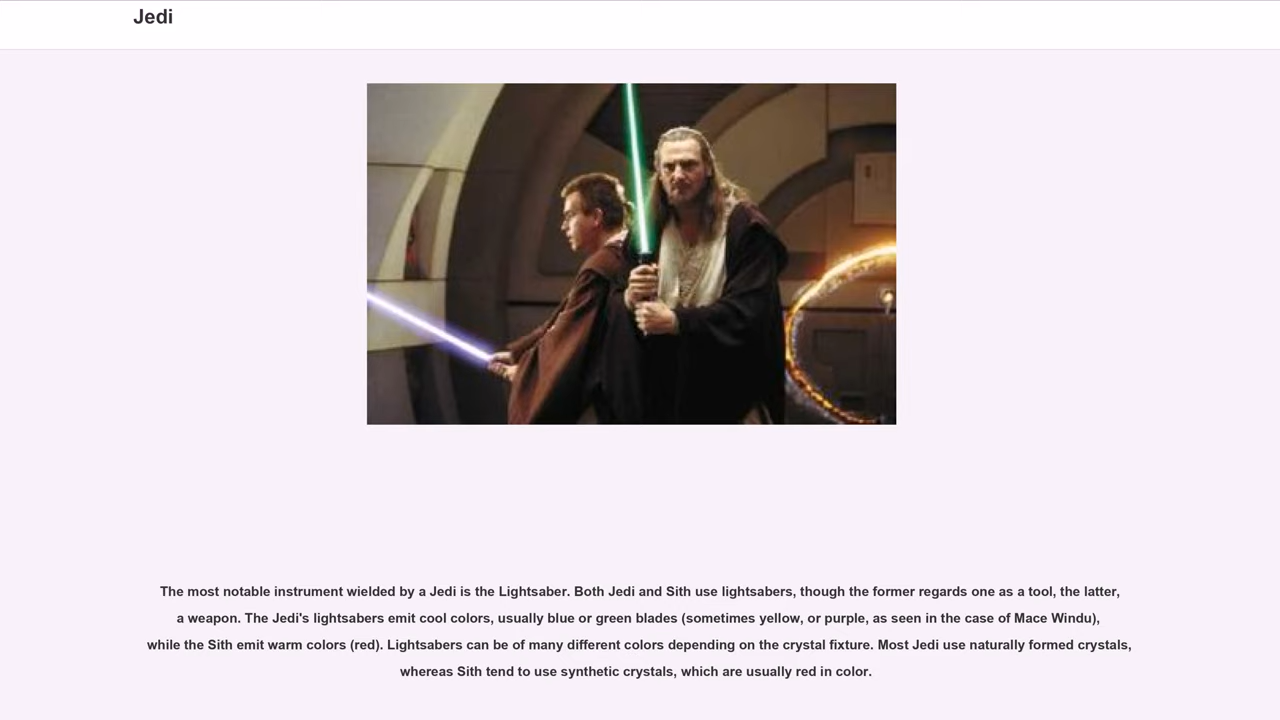 Jedi
The most notable instrument wielded by a Jedi is the Lightsaber. Both Jedi and Sith use lightsabers, though the former regards one as a tool, the latter,
a weapon. The Jedi's lightsabers emit cool colors, usually blue or green blades (sometimes yellow, or purple, as seen in the case of Mace Windu),
while the Sith emit warm colors (red). Lightsabers can be of many different colors depending on the crystal fixture. Most Jedi use naturally formed crystals,
whereas Sith tend to use synthetic crystals, which are usually red in color.